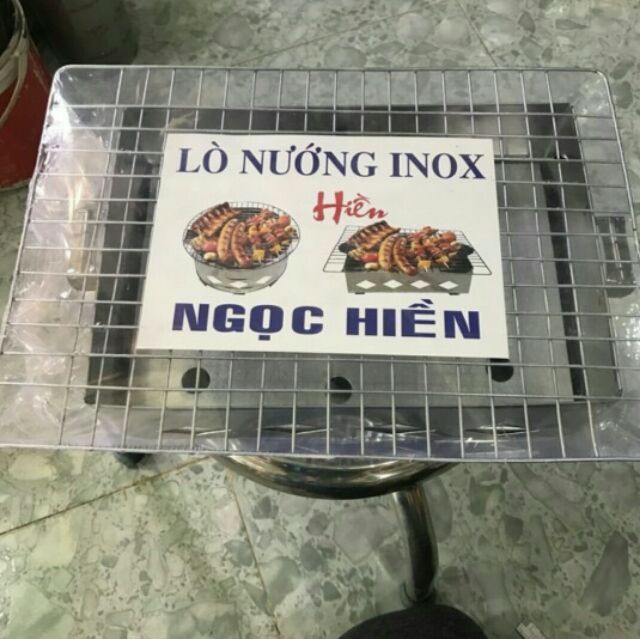 LÒ NƯỚNG INOX
Hiền
NGỌC HIỀN